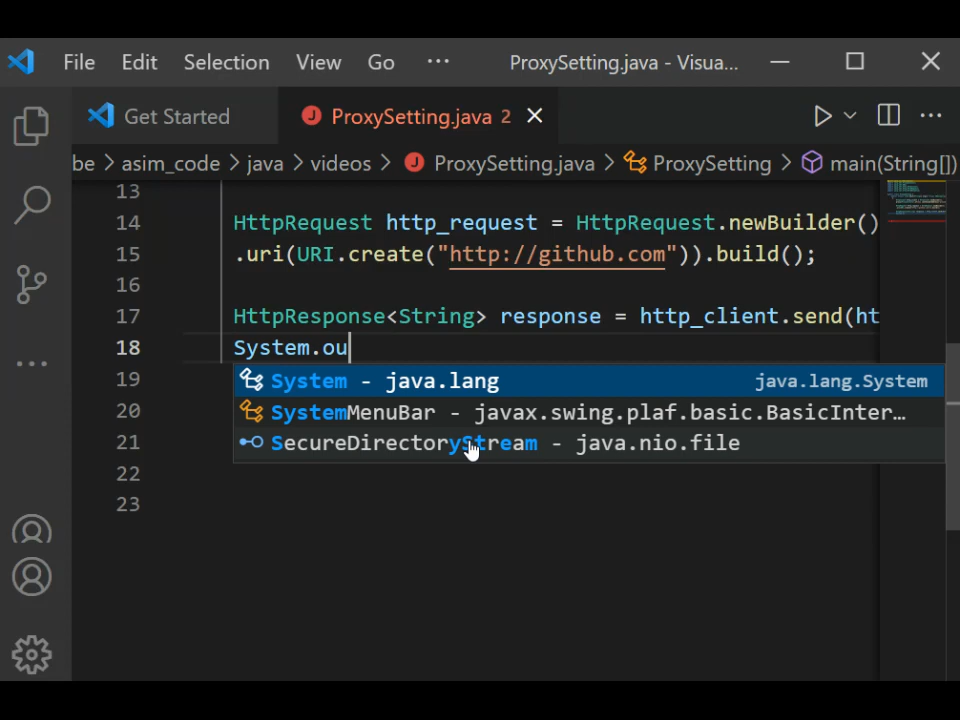 File Edit Selection View Go ··· ProxySetting.java - Visua...
Get Started ProxySetting.java 2
be > asim_code > java > videos > ProxySetting.java > ProxySetting > main(String[])
13
14 HttpRequest http_request = HttpRequest.newBuilder()
15 .uri(URI.create("http://github.com")).build();
16
17 HttpResponse<String> response = http_client.send(ht
18 System.ou
19 System - java.lang java.lang.System
20 SystemMenuBar - javax.swing.plaf.basic.BasicInter...
21 SecureDirectoryStream - java.nio.file
22
23